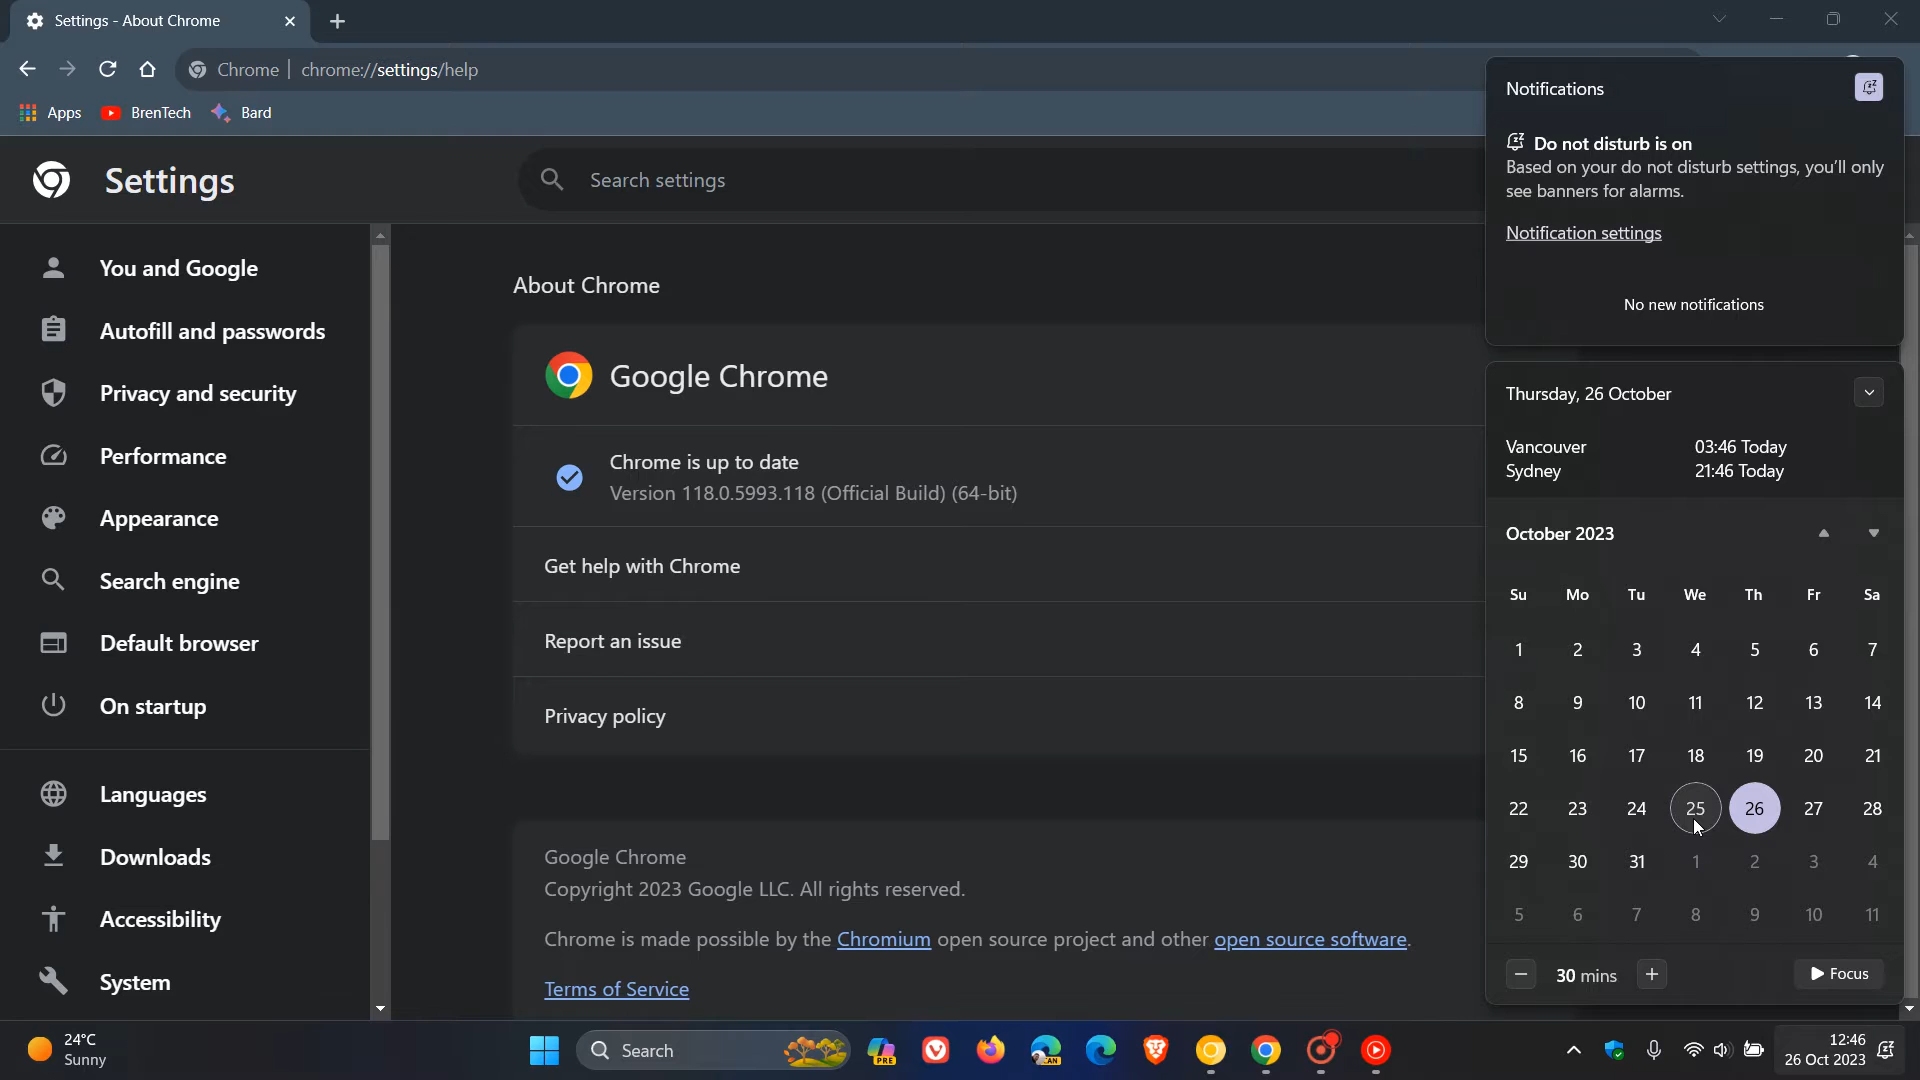 Settings - About Chrome
Chrome | chrome://settings/help
Apps BrenTech Bard
Settings
Search settings
You and Google
Autofill and passwords
Privacy and security
Performance
Appearance
Search engine
Default browser
On startup
Languages
Downloads
Accessibility
System
About Chrome
Google Chrome
Chrome is up to date
Version 118.0.5993.118 (Official Build) (64-bit)
Get help with Chrome
Report an issue
Privacy policy
Google Chrome
Copyright 2023 Google LLC. All rights reserved.
Chrome is made possible by the Chromium open source project and other open source software.
Terms of Service
Notifications
Do not disturb is on
Based on your do not disturb settings, you'll only
see banners for alarms.
Notification settings
No new notifications
Thursday, 26 October
Vancouver 03:46 Today
Sydney 21:46 Today
October 2023
Su Mo Tu We Th Fr Sa
1 2 3 4 5 6 7
8 9 10 11 12 13 14
15 16 17 18 19 20 21
22 23 24 25 26 27 28
29 30 31 1 2 3 4
5 6 7 8 9 10 11
30 mins Focus
24°C
Sunny
Search
PRE
CAN
12:46
26 Oct 2023